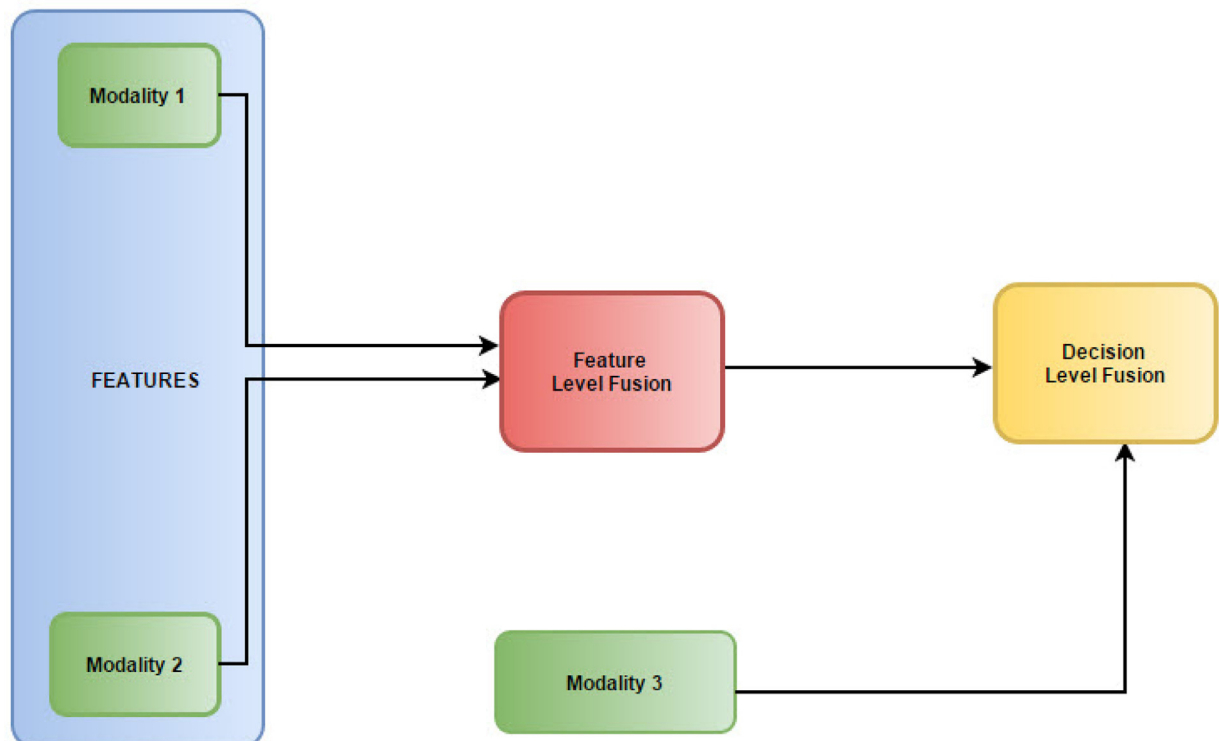 Modality 1
FEATURES
Modality 2
Feature
Level Fusion
Modality 3
Decision
Level Fusion